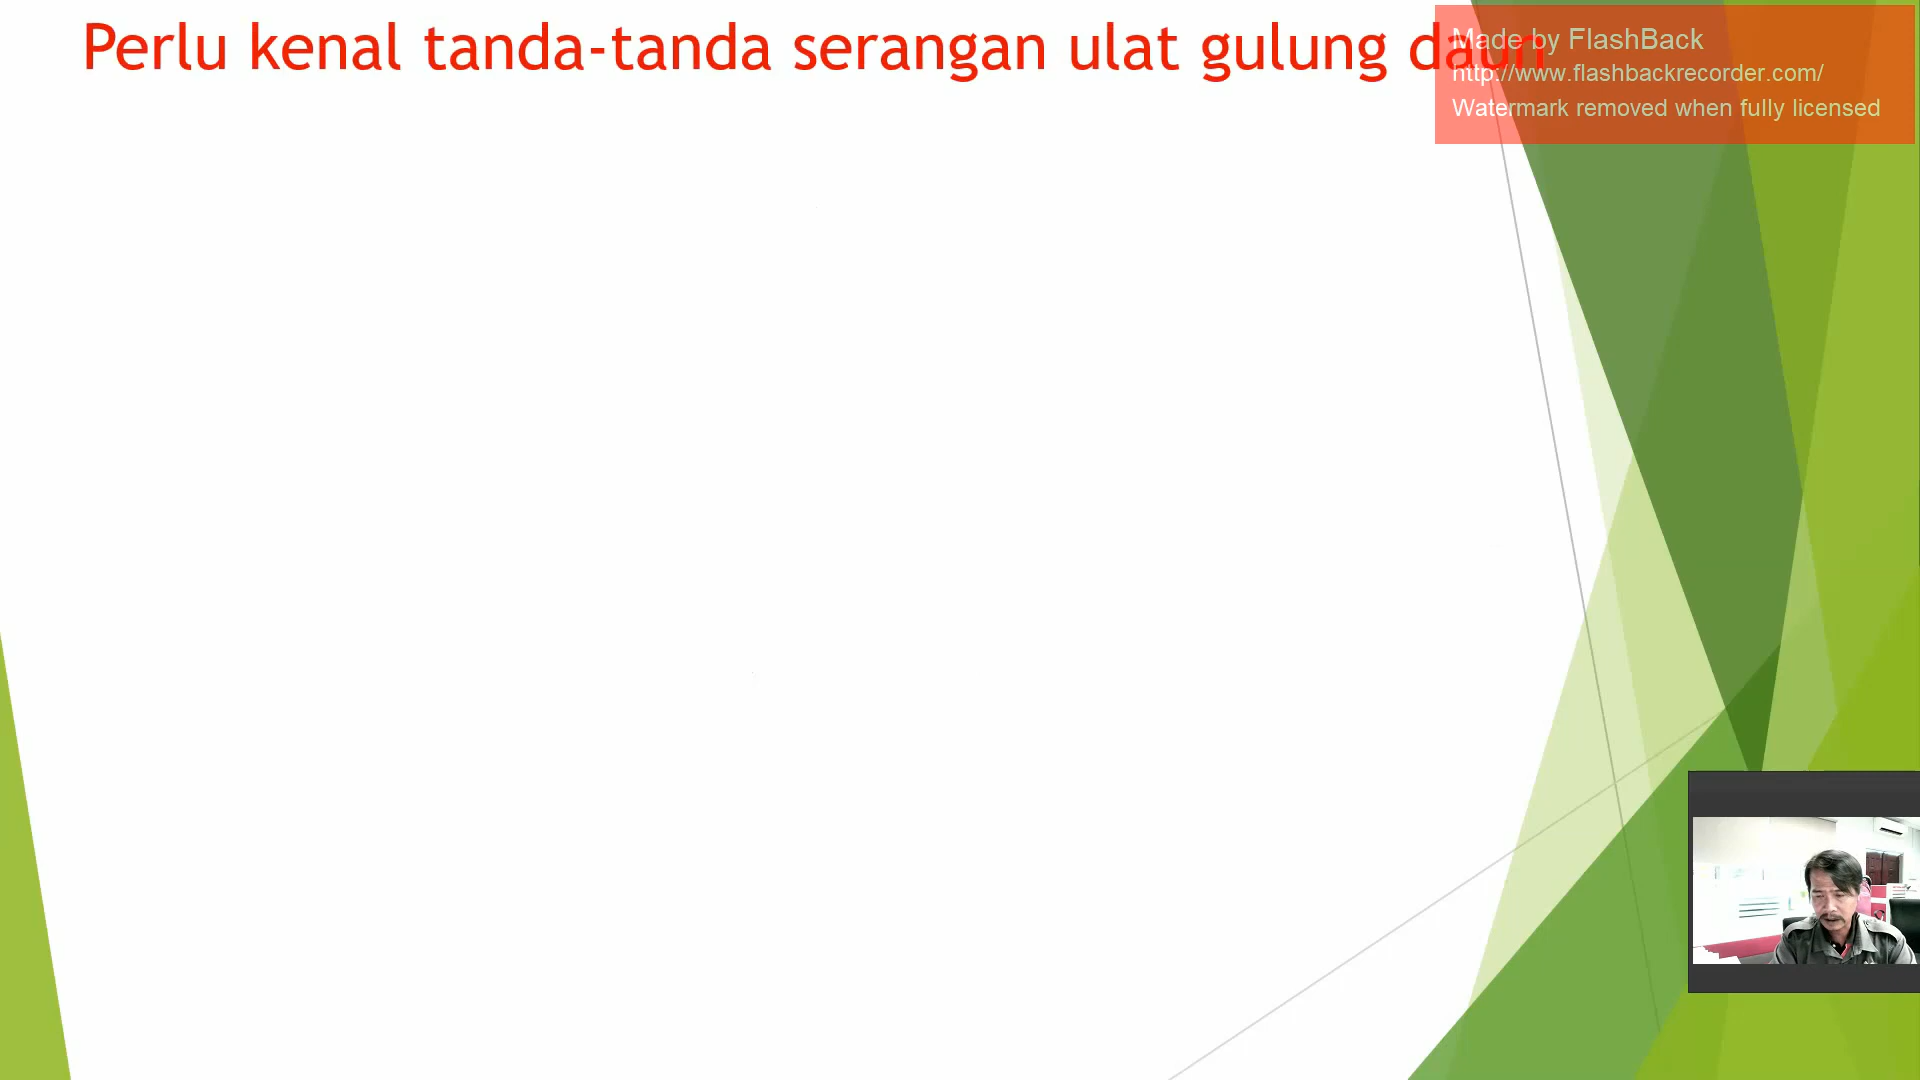 Perlu kenal tanda-tanda serangan ulat gulung daun
Made by FlashBack
http://www.flashbackrecorder.com/
Watermark removed when fully licensed